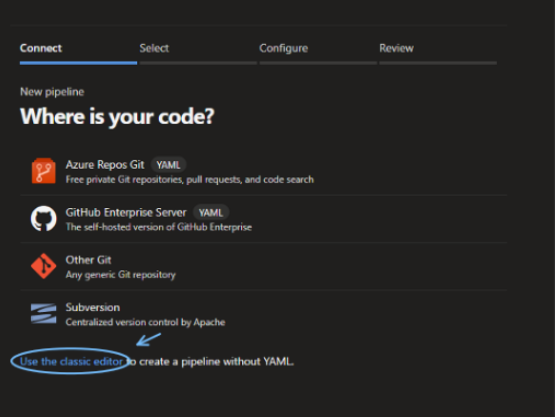 Connect Select Configure Review
New pipeline
Where is your code?
Azure Repos Git YAML
Free private Git repositories, pull requests, and code search
GitHub Enterprise Server YAML
The self-hosted version of GitHub Enterprise
Other Git
Any generic Git repository
Subversion
Centralized version control by Apache
Use the classic editor to create a pipeline without YAML.